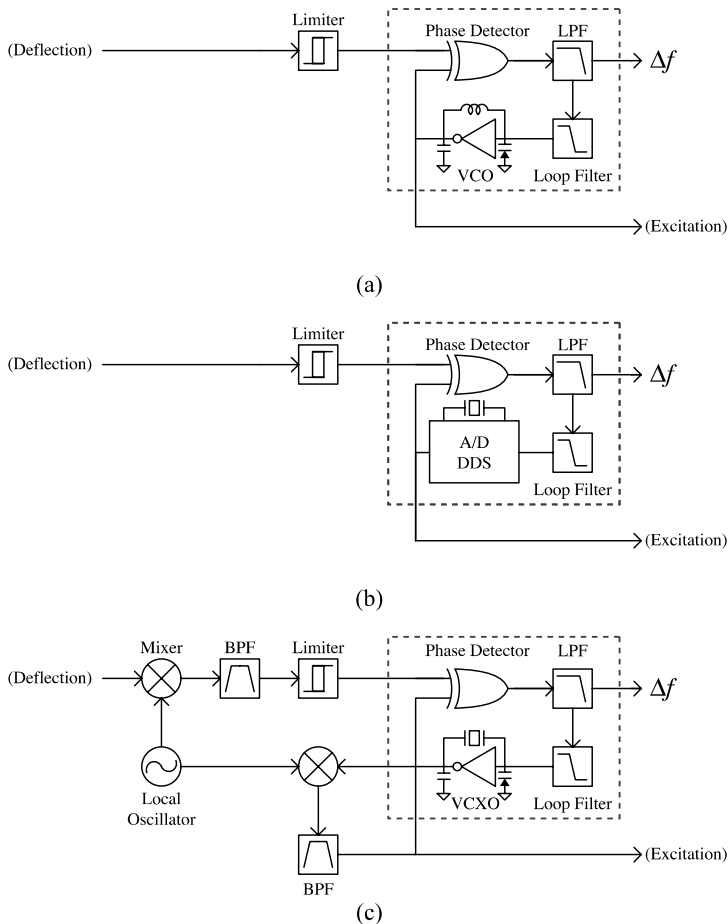 Limiter
Phase Detector
LPF
(Deflection)
Δf
VCO
Loop Filter
(Excitation)
(a)
Limiter
Phase Detector
LPF
(Deflection)
Δf
A/D
DDS
Loop Filter
(Excitation)
(b)
Mixer
BPF
Limiter
Phase Detector
LPF
(Deflection)
Δf
Local
Oscillator
VCXO
Loop Filter
(Excitation)
BPF
(c)